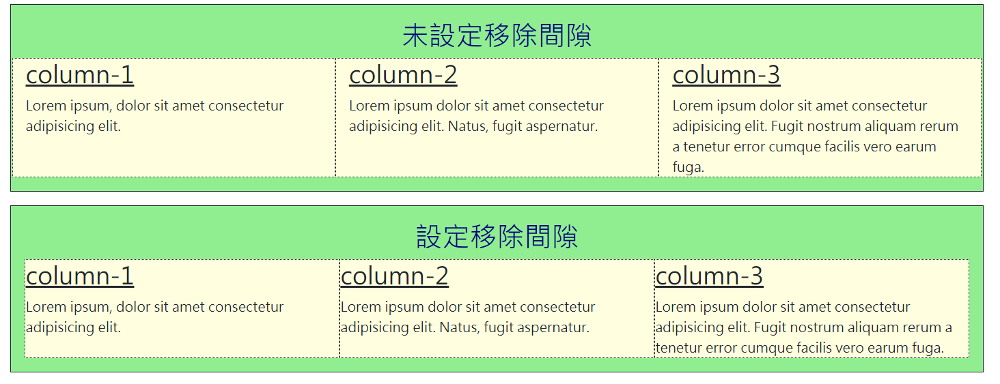 未設定移除間隙
column-1
Lorem ipsum, dolor sit amet consectetur
adipisicing elit.
column-2
Lorem ipsum dolor sit amet consectetur
adipisicing elit. Natus, fugit aspernatur.
column-3
Lorem ipsum dolor sit amet consectetur
adipisicing elit. Fugit nostrum aliquam rerum
a tenetur error cumque facilis vero earum
fuga.
設定移除間隙
column-1
Lorem ipsum, dolor sit amet consectetur
adipisicing elit.
column-2
Lorem ipsum dolor sit amet consectetur
adipisicing elit. Natus, fugit aspernatur.
column-3
Lorem ipsum dolor sit amet consectetur
adipisicing elit. Fugit nostrum aliquam rerum a
tenetur error cumque facilis vero earum fuga.